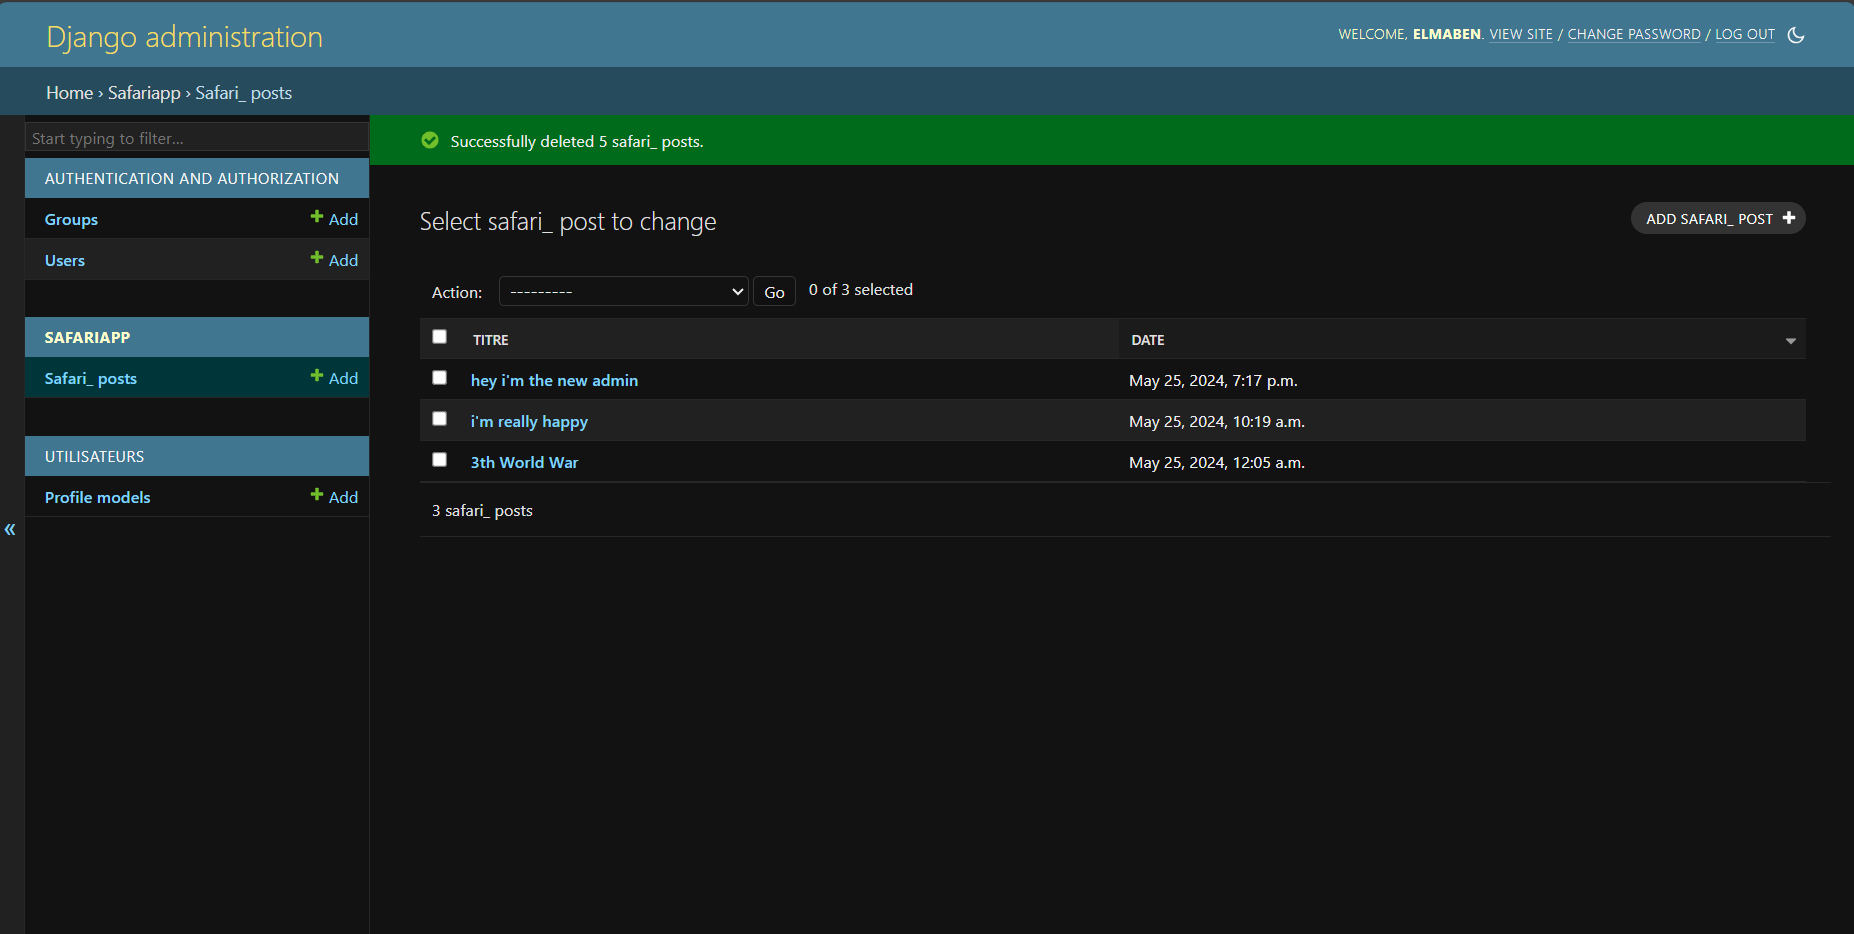 Django administration
WELCOME, ELMABEN. VIEW SITE / CHANGE PASSWORD / LOG OUT
Home › Safariapp › Safari_ posts
Start typing to filter...
AUTHENTICATION AND AUTHORIZATION
Groups Add
Users Add
SAFARIAPP
Safari_ posts Add
UTILISATEURS
Profile models Add
«
Successfully deleted 5 safari_ posts.
Select safari_ post to change
ADD SAFARI_ POST
Action: --------- Go 0 of 3 selected
TITRE DATE
hey i'm the new admin May 25, 2024, 7:17 p.m.
i'm really happy May 25, 2024, 10:19 a.m.
3th World War May 25, 2024, 12:05 a.m.
3 safari_ posts